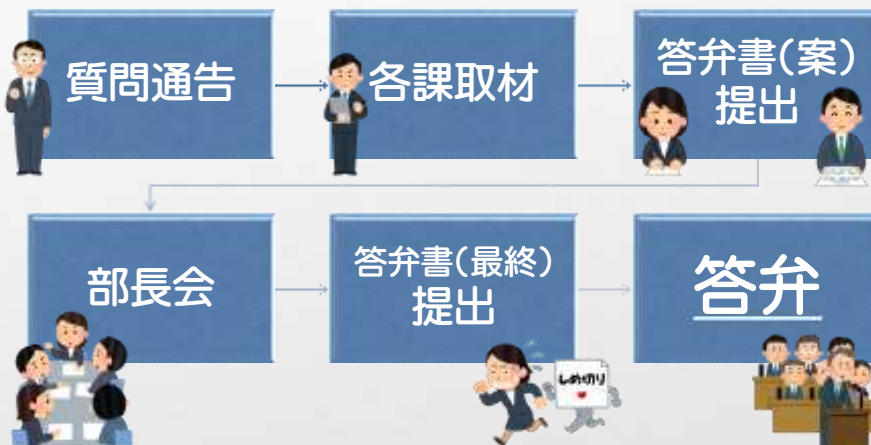 質問通告
各課取材
答弁書(案)
提出
部長会
答弁書(最終)
提出
しめ切り
答弁